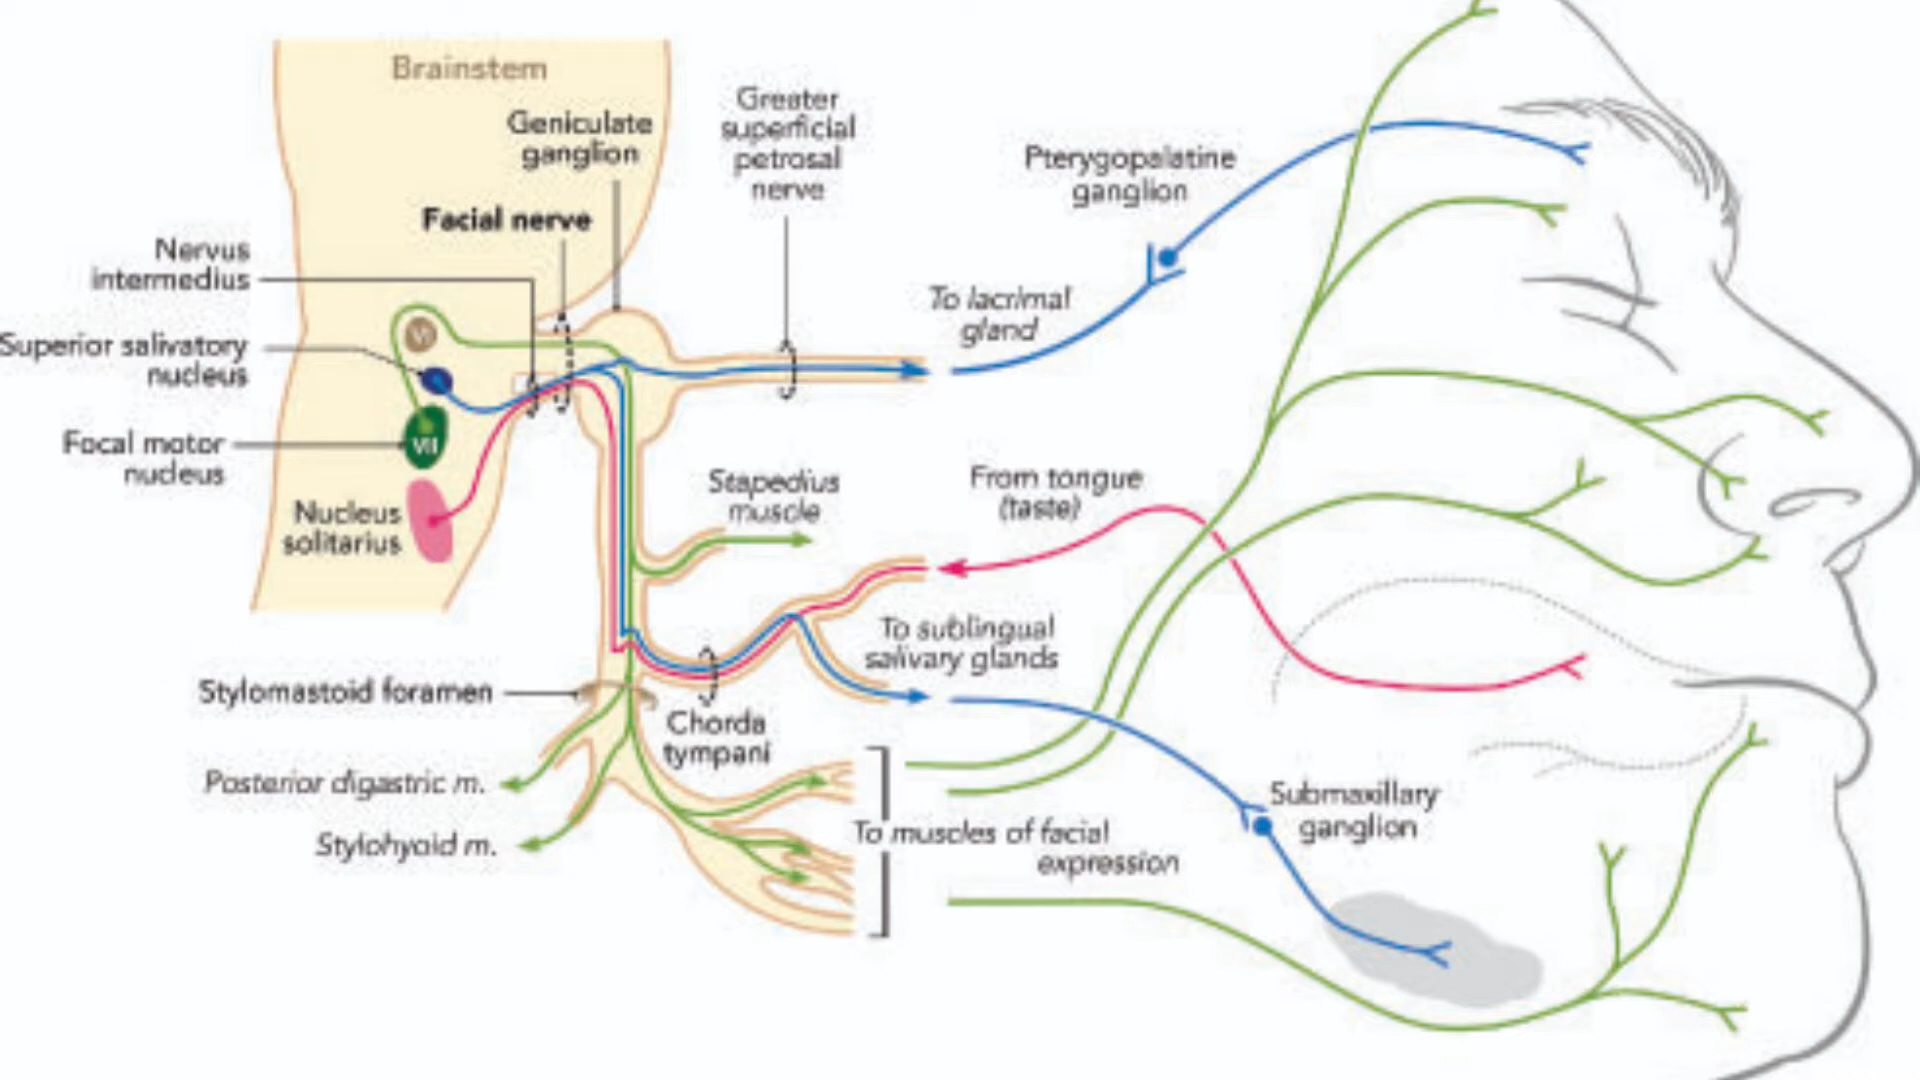 Brainstem
Geniculate
ganglion
Greater
superficial
petrosal
nerve
Facial nerve
Nervus
intermedius
Superior salivatory
nucleus
Focal motor
nucleus
Nucleus
solitarius
VI
VII
Pterygopalatine
ganglion
To lacrimal
gland
Stapedius
muscle
From tongue
(taste)
To sublingual
salivary glands
Stylomastoid foramen
Chorda
tympani
Posterior digastric m.
Stylohyoid m.
To muscles of facial
expression
Submaxillary
ganglion